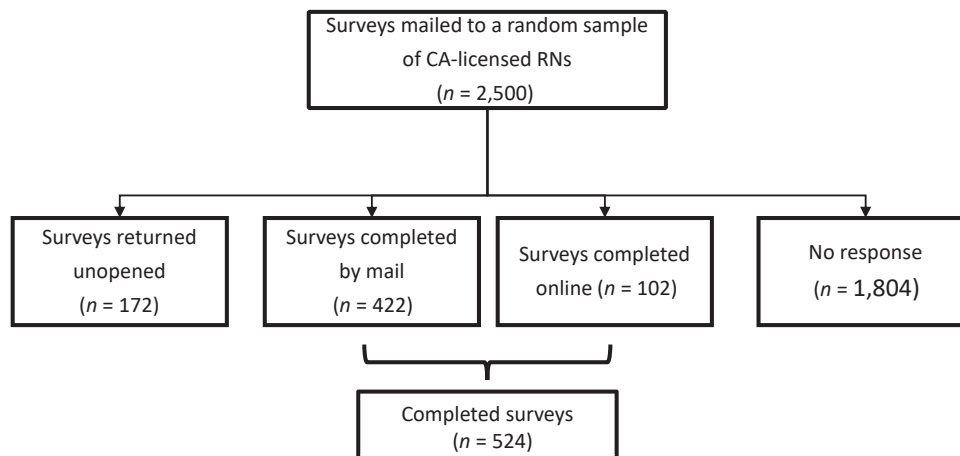 Surveys mailed to a random sample
of CA-licensed RNs
(n = 2,500)
Surveys returned
unopened
(n = 172)
Surveys completed
by mail
(n = 422)
Surveys completed
online (n = 102)
No response
(n = 1,804)
Completed surveys
(n = 524)